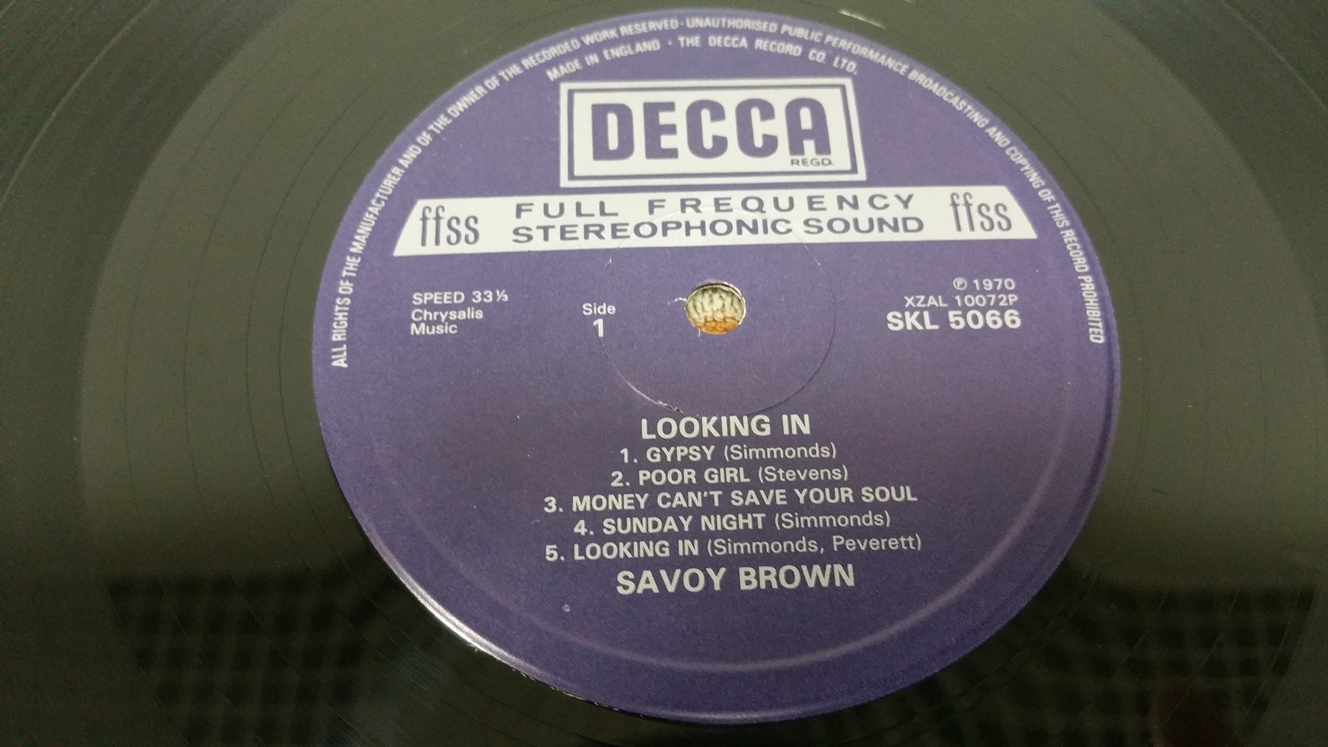 ALL RIGHTS OF THE MANUFACTURER AND OF THE OWNER OF THE RECORDED WORK RESERVED · UNAUTHORISED PUBLIC PERFORMANCE BROADCASTING AND COPYING OF THIS RECORD PROHIBITED
MADE IN ENGLAND · THE DECCA RECORD CO. LTD.
DECCA
REGD.
ffss FULL FREQUENCY STEREOPHONIC SOUND ffss
SPEED 33⅓
Chrysalis
Music
Side
1
℗ 1970
XZAL 10072P
SKL 5066
LOOKING IN
1. GYPSY (Simmonds)
2. POOR GIRL (Stevens)
3. MONEY CAN'T SAVE YOUR SOUL
4. SUNDAY NIGHT (Simmonds)
5. LOOKING IN (Simmonds, Peverett)
SAVOY BROWN